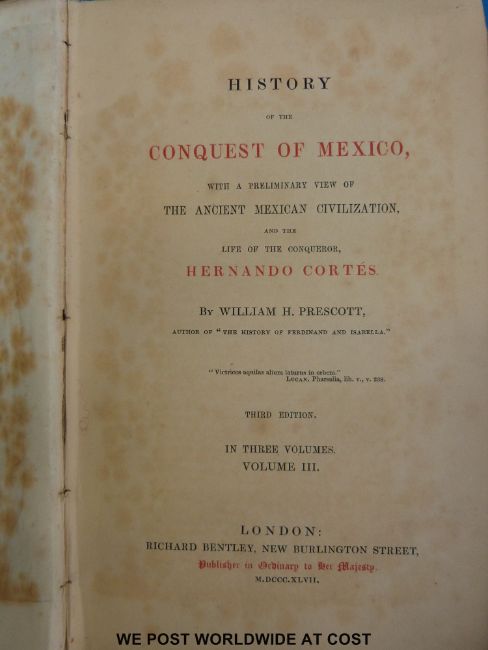 HISTORY
OF THE
CONQUEST OF MEXICO,
WITH A PRELIMINARY VIEW OF
THE ANCIENT MEXICAN CIVILIZATION,
AND THE
LIFE OF THE CONQUEROR,
HERNANDO CORTÉS.
BY WILLIAM H. PRESCOTT,
AUTHOR OF "THE HISTORY OF FERDINAND AND ISABELLA."
"Victrices aquilas alium laturus in orbem."
LUCAN. Pharsalia, lib. v., v. 238.
THIRD EDITION.
IN THREE VOLUMES.
VOLUME III.
LONDON:
RICHARD BENTLEY, NEW BURLINGTON STREET,
Publisher in Ordinary to Her Majesty.
M.DCCC.XLVII.
WE POST WORLDWIDE AT COST